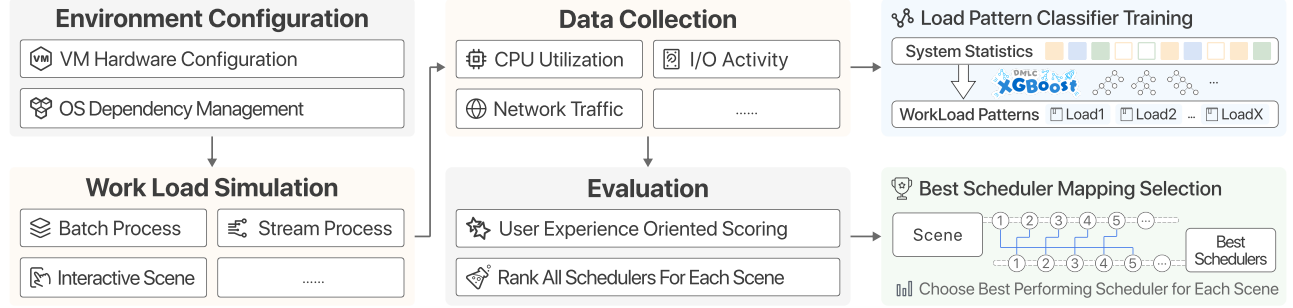 Environment Configuration
VM
VM Hardware Configuration
OS Dependency Management
Work Load Simulation
Batch Process
Stream Process
Interactive Scene
......
Data Collection
CPU Utilization
I/O Activity
Network Traffic
......
Evaluation
User Experience Oriented Scoring
Rank All Schedulers For Each Scene
Load Pattern Classifier Training
System Statistics
DMLC
XGBoost
...
WorkLoad Patterns
Load1
Load2
...
LoadX
Best Scheduler Mapping Selection
Scene
1 2 3 4 5 ...
1 2 3 4 5 ...
Best
Schedulers
Choose Best Performing Scheduler for Each Scene